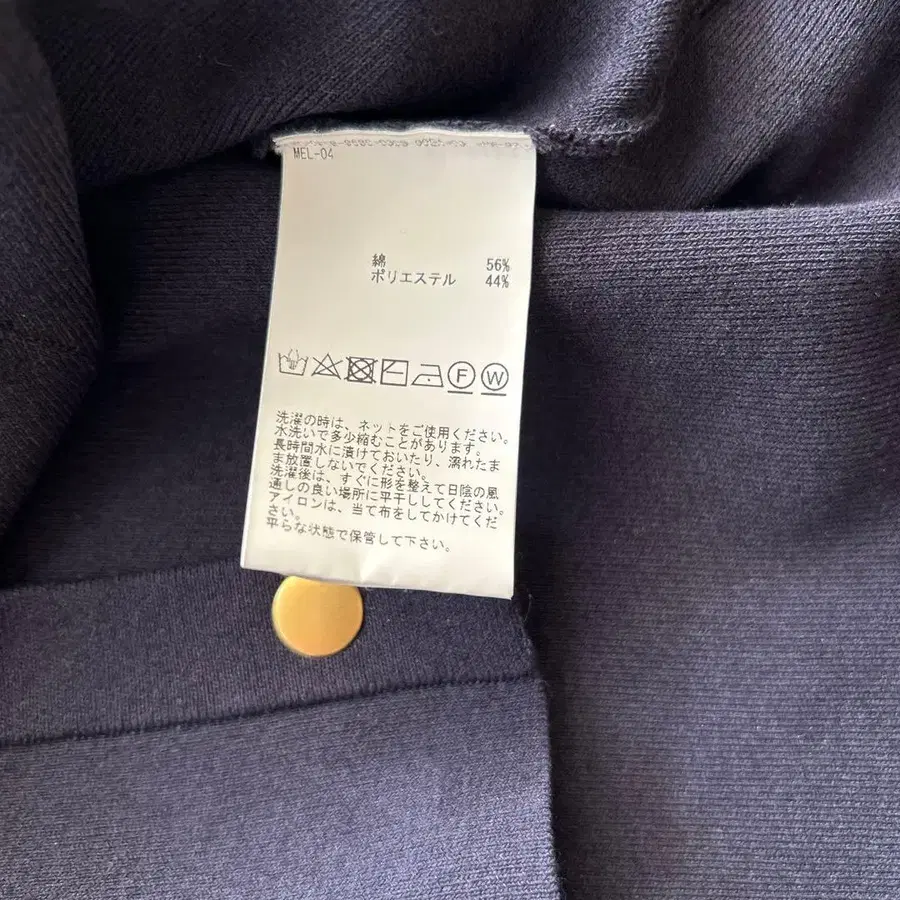 MEL-04
綿 56%
ポリエステル 44%
F W
洗濯の時は、ネットをご使用ください。
水洗いで多少縮むことがあります。
長時間水に漬けておいたり、濡れたま
ま放置しないでください。
洗濯後は、すぐに形を整えて日陰の風
通しの良い場所に平干ししてください。
アイロンは、当て布をしてかけてくだ
さい。
平らな状態で保管して下さい。